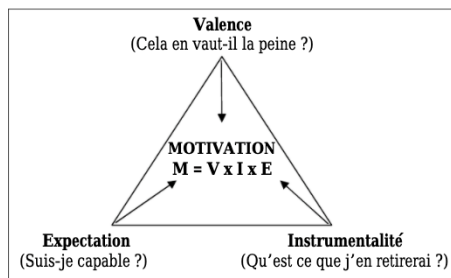 Valence
(Cela en vaut-il la peine ?)
MOTIVATION
M = V x I x E
Expectation
(Suis-je capable ?)
Instrumentalité
(Qu'est ce que j'en retirerai ?)